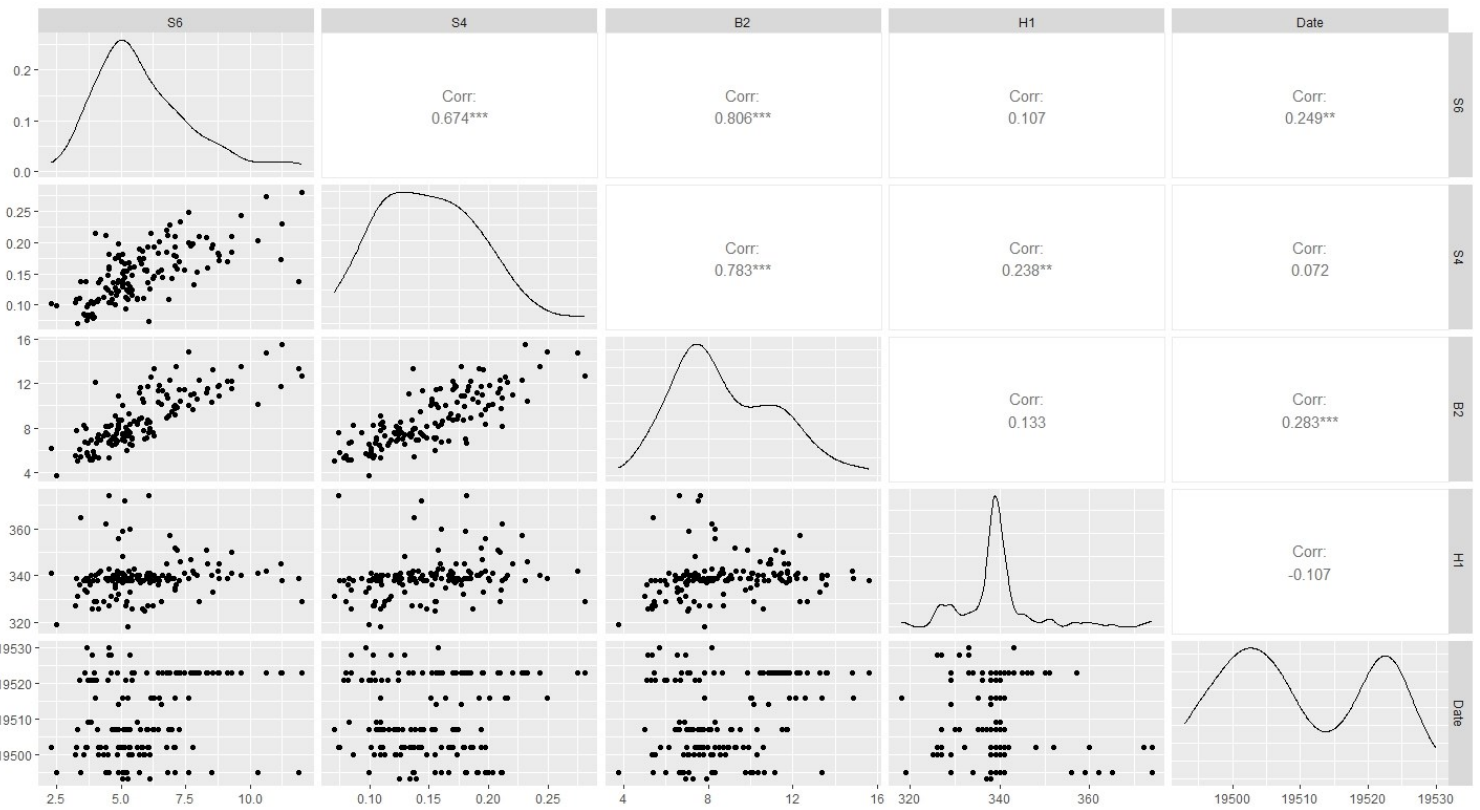 S6 S4 B2 H1 Date
0.2
0.1
0.0
Corr:
0.674***
Corr:
0.806***
Corr:
0.107
Corr:
0.249**
S6
0.25
0.20
0.15
0.10
Corr:
0.783***
Corr:
0.238**
Corr:
0.072
S4
16
12
8
4
Corr:
0.133
Corr:
0.283***
B2
360
340
320
Corr:
-0.107
H1
19530
19520
19510
19500
Date
2.5 5.0 7.5 10.0 0.10 0.15 0.20 0.25 4 8 12 16 320 340 360 19500 19510 19520 19530